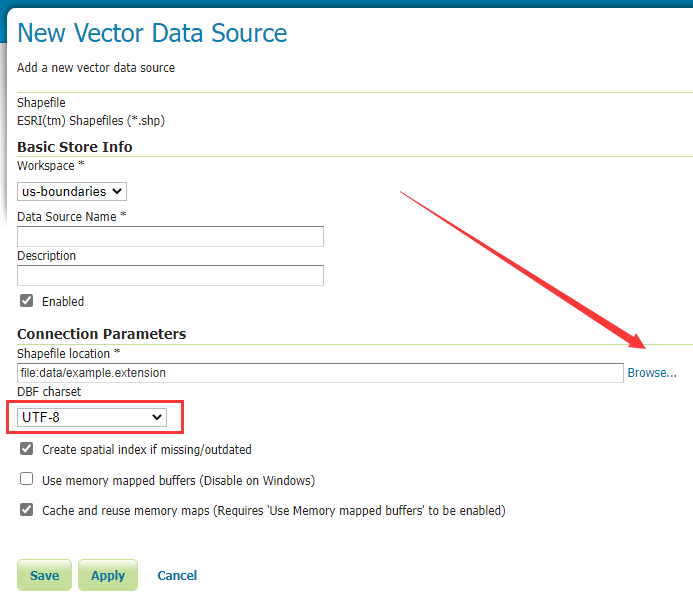 New Vector Data Source
Add a new vector data source
Shapefile
ESRI(tm) Shapefiles (*.shp)
Basic Store Info
Workspace *
us-boundaries
Data Source Name *
Description
Enabled
Connection Parameters
Shapefile location *
file:data/example.extension Browse...
DBF charset
UTF-8
Create spatial index if missing/outdated
Use memory mapped buffers (Disable on Windows)
Cache and reuse memory maps (Requires 'Use Memory mapped buffers' to be enabled)
Save Apply Cancel